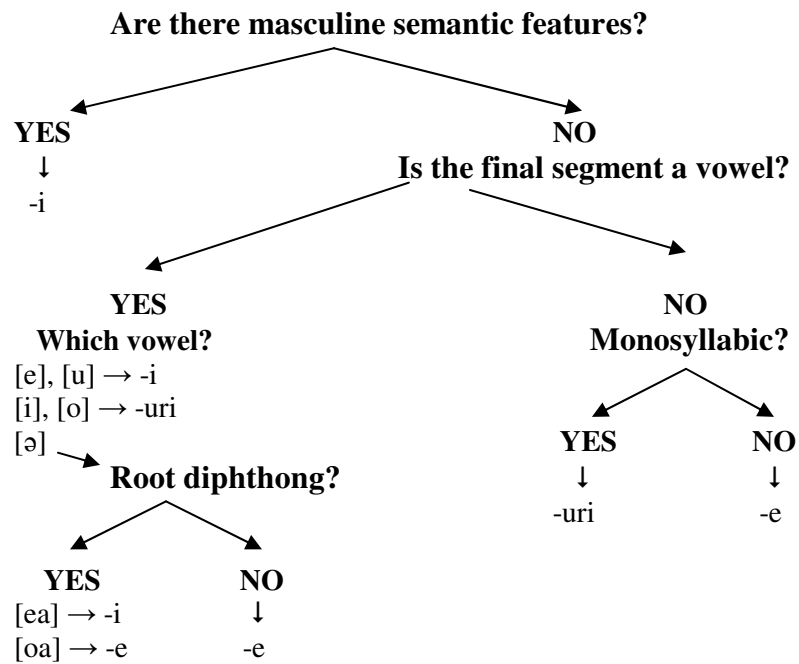 Are there masculine semantic features?
YES NO
↓ Is the final segment a vowel?
-i
YES NO
Which vowel? Monosyllabic?
[e], [u] → -i
[i], [o] → -uri
[ə] YES NO
Root diphthong? ↓ ↓
-uri -e
YES NO
[ea] → -i ↓
[oa] → -e -e